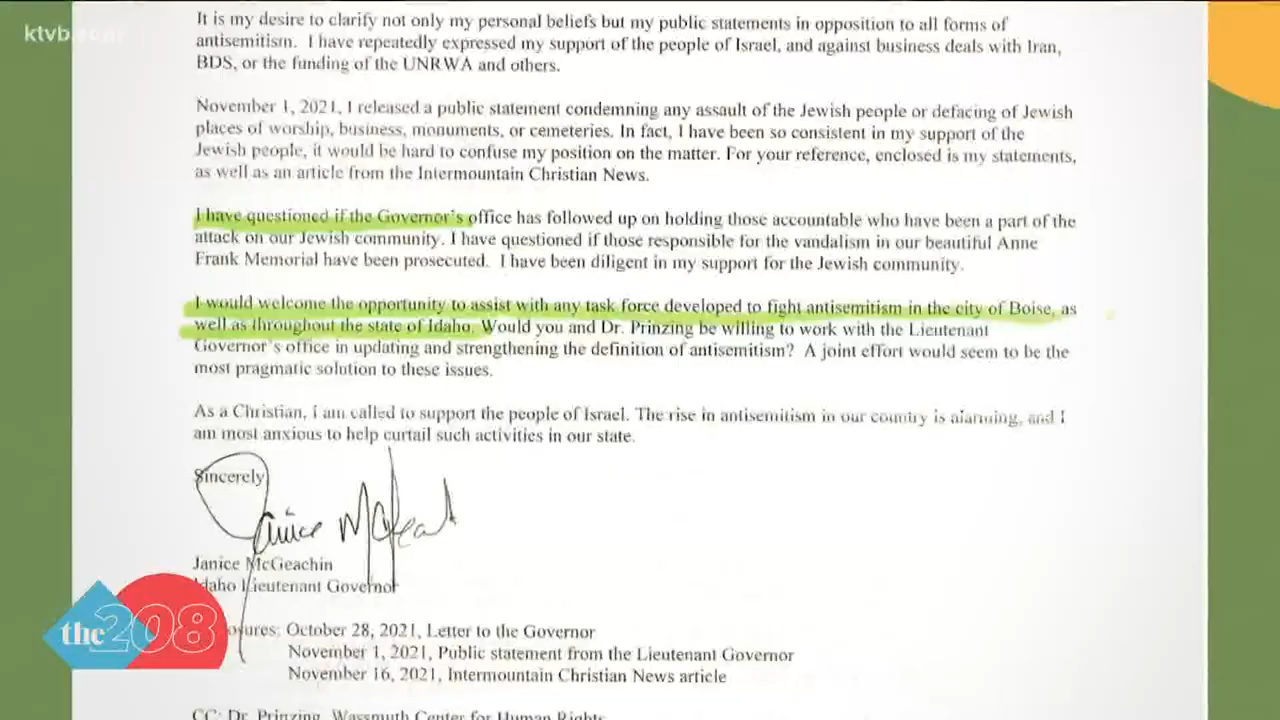 ktvb.com
It is my desire to clarify not only my personal beliefs but my public statements in opposition to all forms of
antisemitism. I have repeatedly expressed my support of the people of Israel, and against business deals with Iran,
BDS, or the funding of the UNRWA and others.
November 1, 2021, I released a public statement condemning any assault of the Jewish people or defacing of Jewish
places of worship, business, monuments, or cemeteries. In fact, I have been so consistent in my support of the
Jewish people, it would be hard to confuse my position on the matter. For your reference, enclosed is my statements,
as well as an article from the Intermountain Christian News.
I have questioned if the Governor's office has followed up on holding those accountable who have been a part of the
attack on our Jewish community. I have questioned if those responsible for the vandalism in our beautiful Anne
Frank Memorial have been prosecuted. I have been diligent in my support for the Jewish community.
I would welcome the opportunity to assist with any task force developed to fight antisemitism in the city of Boise, as
well as throughout the state of Idaho. Would you and Dr. Prinzing be willing to work with the Lieutenant
Governor's office in updating and strengthening the definition of antisemitism? A joint effort would seem to be the
most pragmatic solution to these issues.
As a Christian, I am called to support the people of Israel. The rise in antisemitism in our country is alarming, and I
am most anxious to help curtail such activities in our state.
Sincerely
Janice McGeachin
Idaho Lieutenant Governor
the 208
osures: October 28, 2021, Letter to the Governor
November 1, 2021, Public statement from the Lieutenant Governor
November 16, 2021, Intermountain Christian News article
CC: Dr. Prinzing, Wassmuth Center for Human Rights